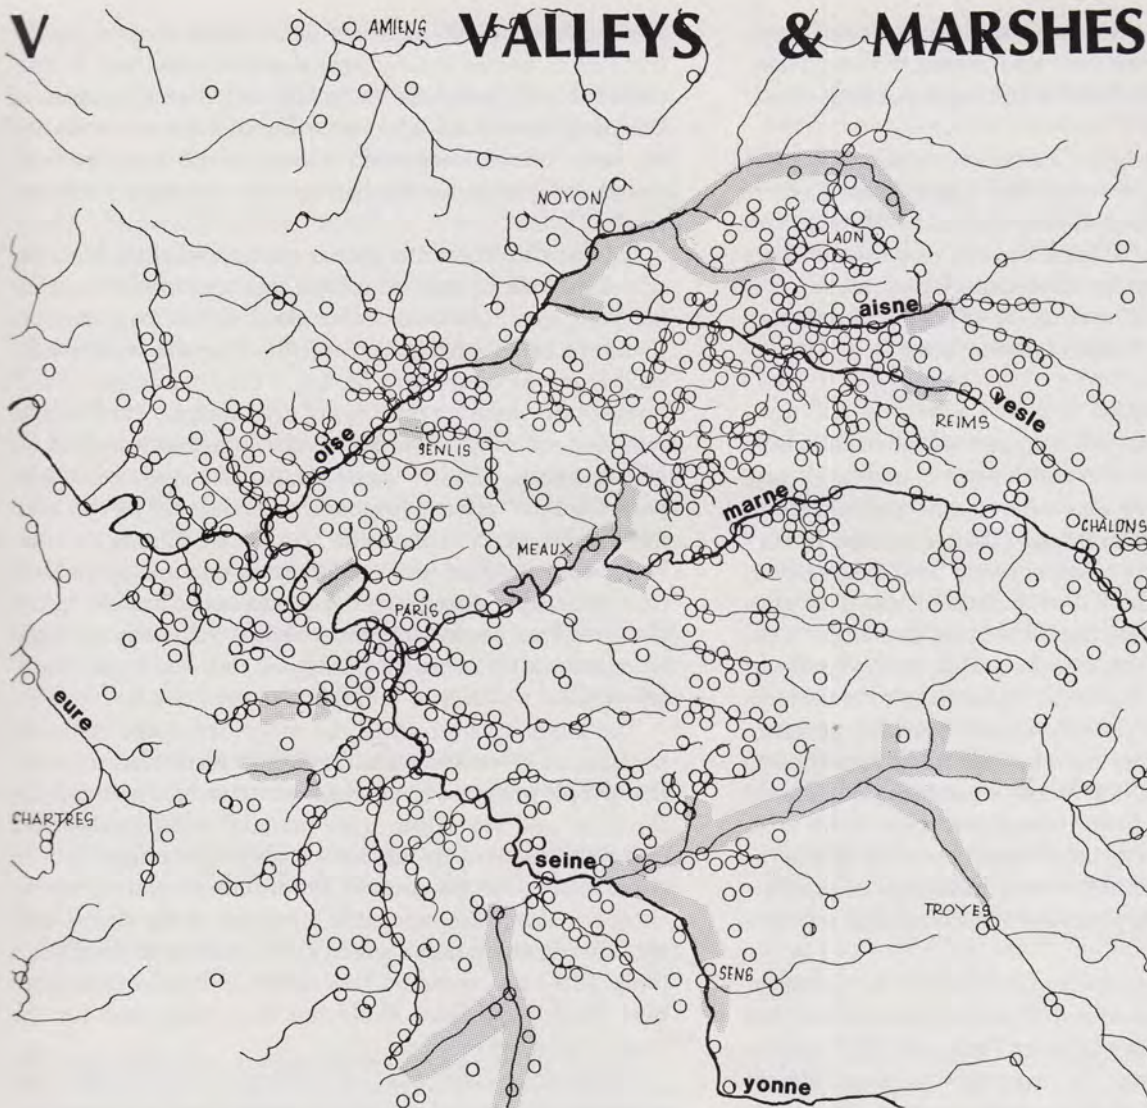 V VALLEYS & MARSHES
AMIENS
NOYON
LAON
aisne
vesle
REIMS
oise
SENLIS
marne
CHÂLONS
MEAUX
PARIS
eure
CHARTRES
seine
TROYES
SENS
yonne